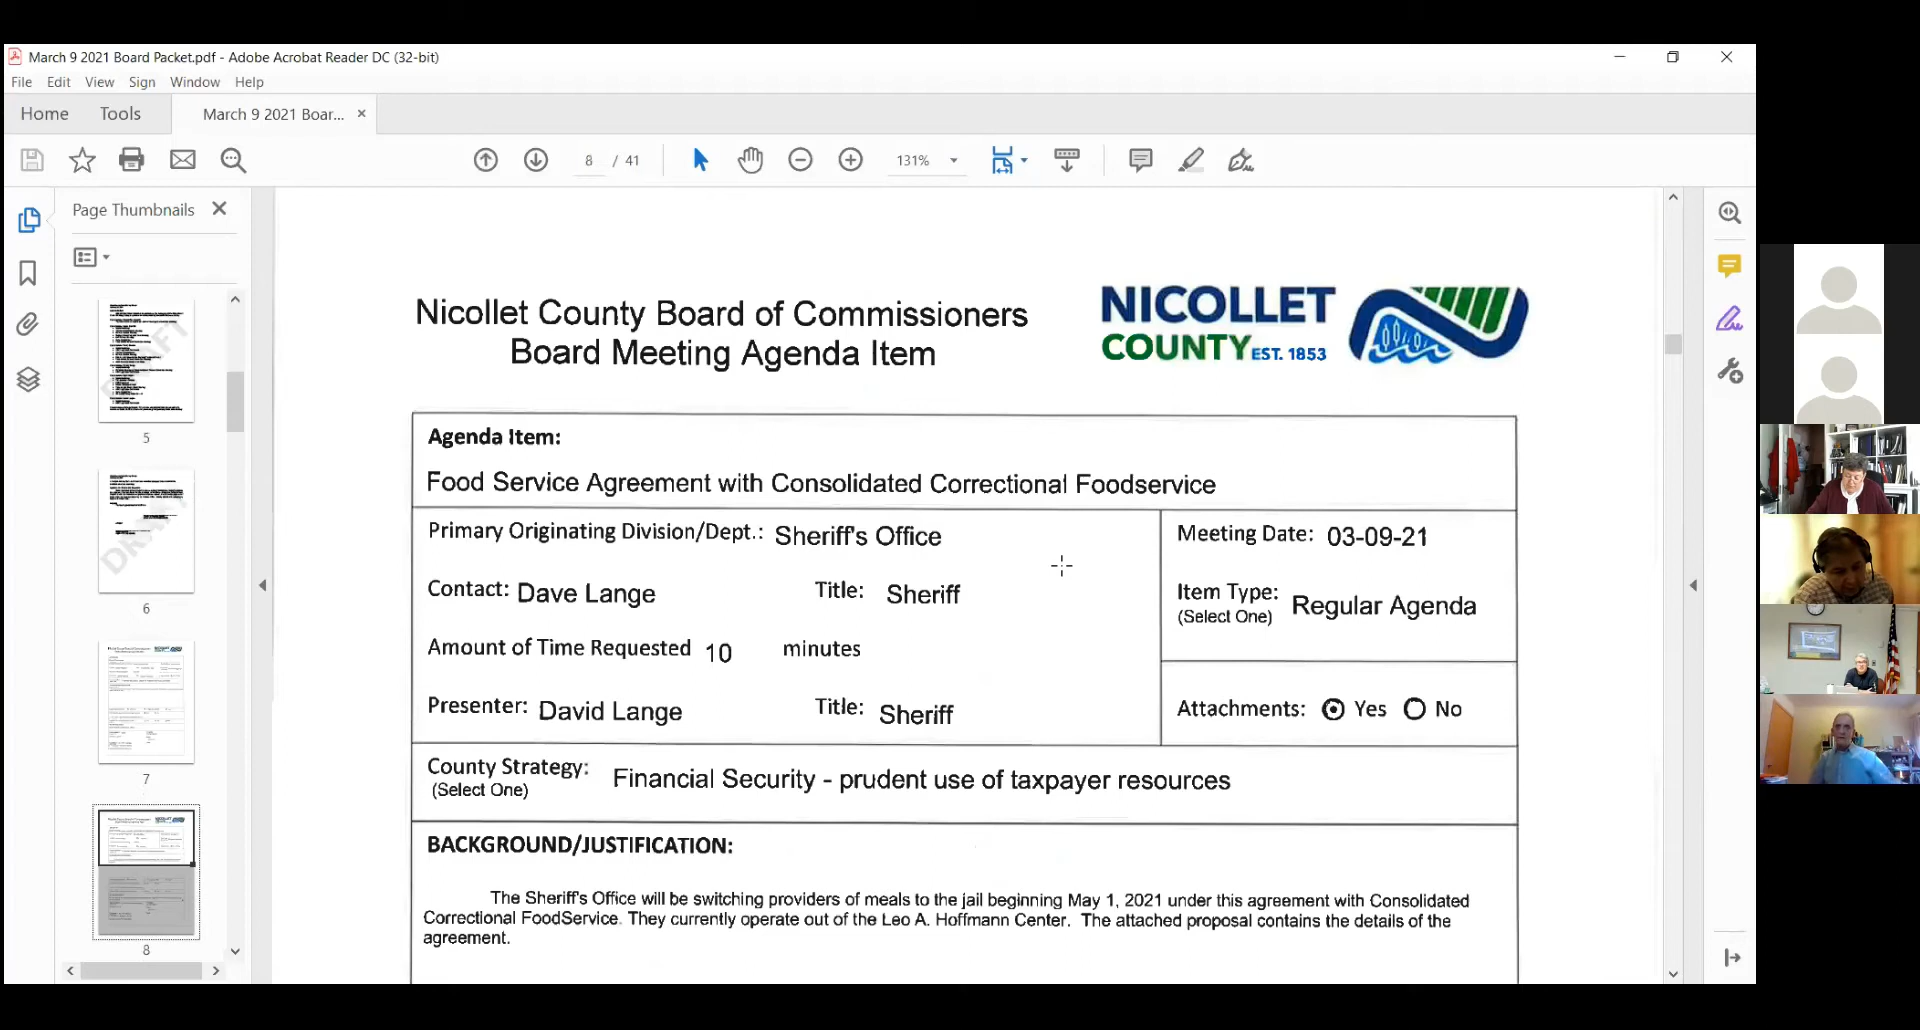 March 9 2021 Board Packet.pdf - Adobe Acrobat Reader DC (32-bit)
File Edit View Sign Window Help
Home Tools March 9 2021 Boar... ×
8 / 41 131%
Page Thumbnails
5
6
7
8
DRAFT
Nicollet County Board of Commissioners
Board Meeting Agenda Item
NICOLLET
COUNTY EST. 1853
Agenda Item:
Food Service Agreement with Consolidated Correctional Foodservice
Primary Originating Division/Dept.: Sheriff's Office
Meeting Date: 03-09-21
Contact: Dave Lange Title: Sheriff
Item Type: Regular Agenda
(Select One)
Amount of Time Requested 10 minutes
Presenter: David Lange Title: Sheriff
Attachments: Yes No
County Strategy: Financial Security - prudent use of taxpayer resources
(Select One)
BACKGROUND/JUSTIFICATION:
The Sheriff's Office will be switching providers of meals to the jail beginning May 1, 2021 under this agreement with Consolidated
Correctional FoodService. They currently operate out of the Leo A. Hoffmann Center. The attached proposal contains the details of the
agreement.